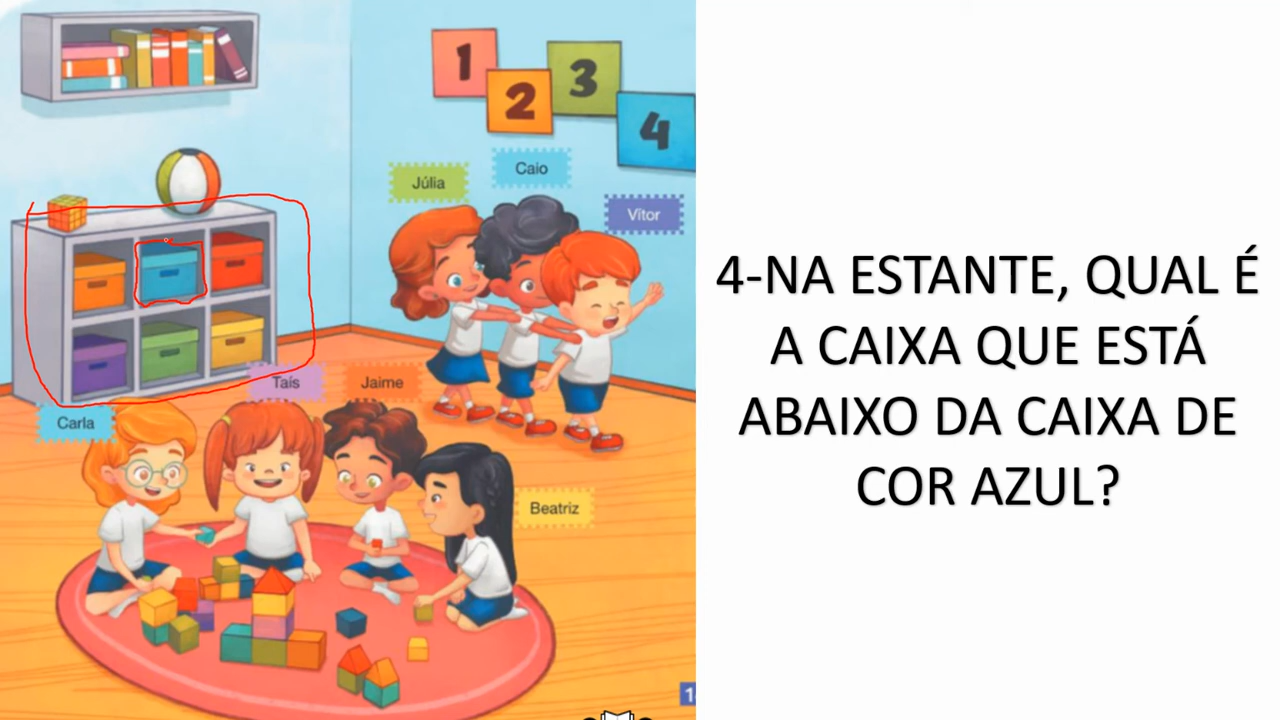 1
2
3
4
Júlia
Caio
Vítor
Taís
Jaime
Carla
Beatriz
4-NA ESTANTE, QUAL É
A CAIXA QUE ESTÁ
ABAIXO DA CAIXA DE
COR AZUL?